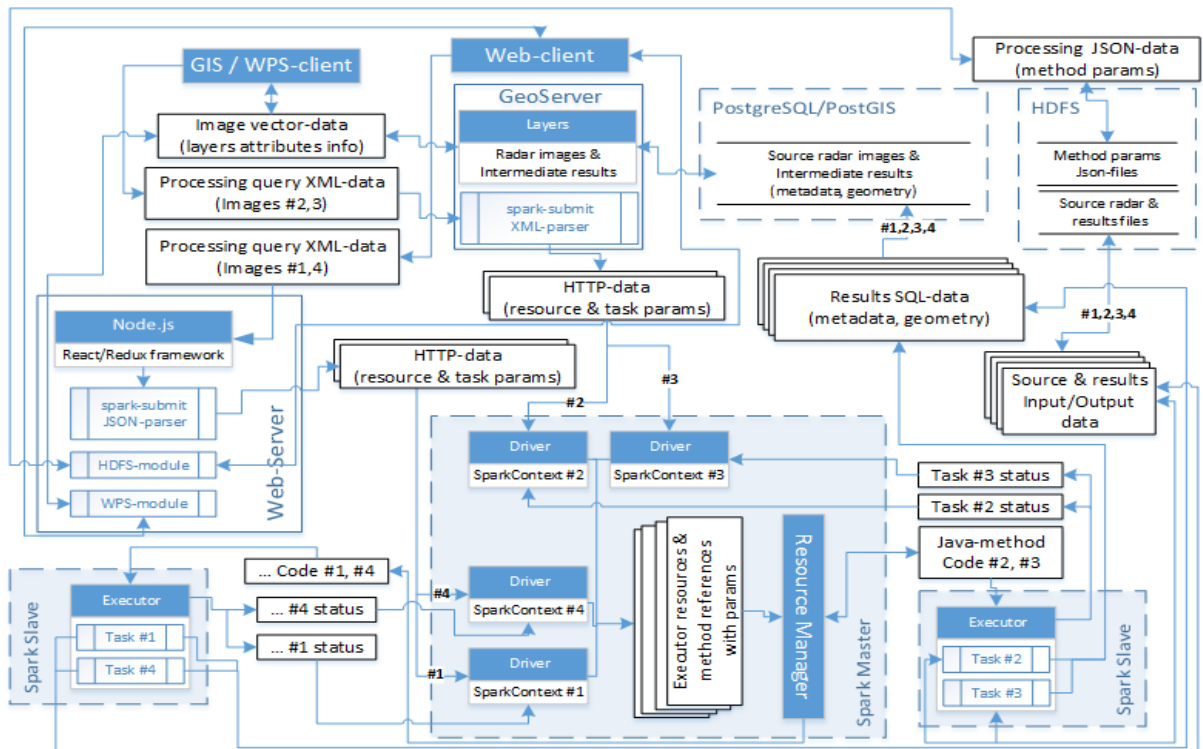 GIS / WPS-client
Web-client
Processing JSON-data
(method params)
GeoServer
Layers
Radar images &
Intermediate results
spark-submit
XML-parser
PostgreSQL/PostGIS
Source radar images &
Intermediate results
(metadata, geometry)
HDFS
Method params
Json-files
Source radar &
results files
Image vector-data
(layers attributes info)
Processing query XML-data
(Images #2,3)
Processing query XML-data
(Images #1,4)
#1,2,3,4
HTTP-data
(resource & task params)
Results SQL-data
(metadata, geometry)
#1,2,3,4
Node.js
React/Redux framework
spark-submit
JSON-parser
HDFS-module
WPS-module
Web-Server
HTTP-data
(resource & task params)
#3
#2
Source & results
Input/Output
data
Driver
SparkContext #2
Driver
SparkContext #3
Task #3 status
Task #2 status
Java-method
Code #2, #3
... Code #1, #4
... #4 status
... #1 status
Executor
Task #1
Task #4
Spark Slave
#4
Driver
SparkContext #4
#1
Driver
SparkContext #1
Executor resources &
method references
with params
Resource Manager
Spark Master
Executor
Task #2
Task #3
Spark Slave